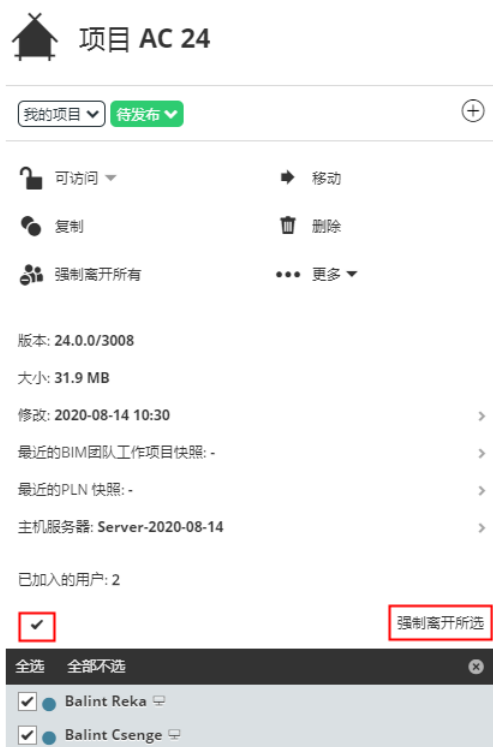 项目 AC 24
我的项目 待发布
可访问 移动
复制 删除
强制离开所有 更多
版本: 24.0.0/3008
大小: 31.9 MB
修改: 2020-08-14 10:30
最近的BIM团队工作项目快照: -
最近的PLN 快照: -
主机服务器: Server-2020-08-14
已加入的用户: 2
强制离开所选
全选 全部不选
Balint Reka
Balint Csenge